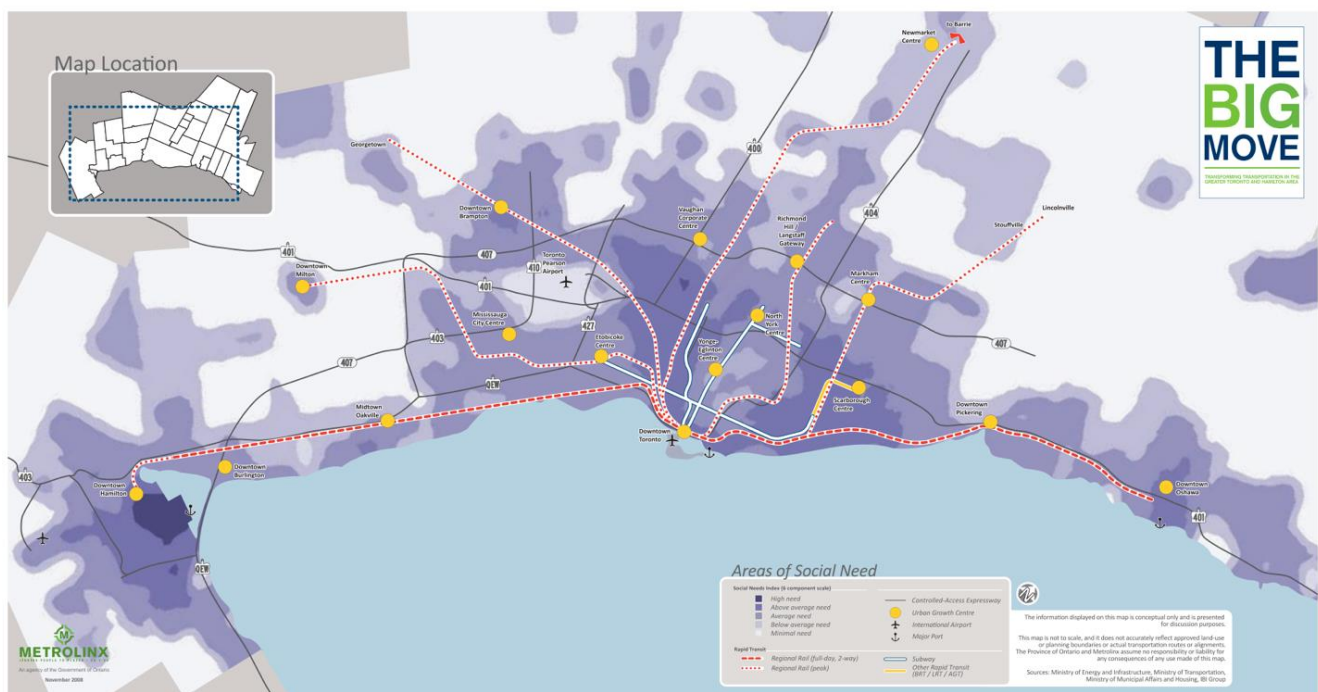 Map Location
THE
BIG
MOVE
TRANSFORMING TRANSPORTATION IN THE
GREATER TORONTO AND HAMILTON AREA
to Barrie
Newmarket
Centre
Georgetown
400
Downtown
Brampton
Vaughan
Corporate
Centre
Richmond
Hill/
Langstaff
Gateway
404
Lincolnville
Stouffville
401
407
410
Toronto
Pearson
Airport
Downtown
Milton
401
Markham
Centre
Mississauga
City Centre
427
North
York
Centre
403
Etobicoke
Centre
Yonge-
Eglinton
Centre
407
407
QEW
Scarborough
Centre
Midtown
Oakville
Downtown
Pickering
Downtown
Toronto
403
Downtown
Burlington
Downtown
Hamilton
Downtown
Oshawa
401
QEW
Areas of Social Need
Social Needs Index (6 component scale)
High need
Above average need
Average need
Below average need
Minimal need
Controlled-Access Expressway
Urban Growth Centre
International Airport
Major Port
Rapid Transit
Regional Rail (full-day, 2-way)
Regional Rail (peak)
Subway
Other Rapid Transit
(BRT / LRT / AGT)
The information displayed on this map is conceptual only and is presented
for discussion purposes.
This map is not to scale, and it does not accurately reflect approved land-use
or planning boundaries or actual transportation routes or alignments.
The Province of Ontario and Metrolinx assume no responsibility or liability for
any consequences of any use made of this map.
Sources: Ministry of Energy and Infrastructure, Ministry of Transportation,
Ministry of Municipal Affairs and Housing, IBI Group
M
METROLINX
An agency of the Government of Ontario
November 2008